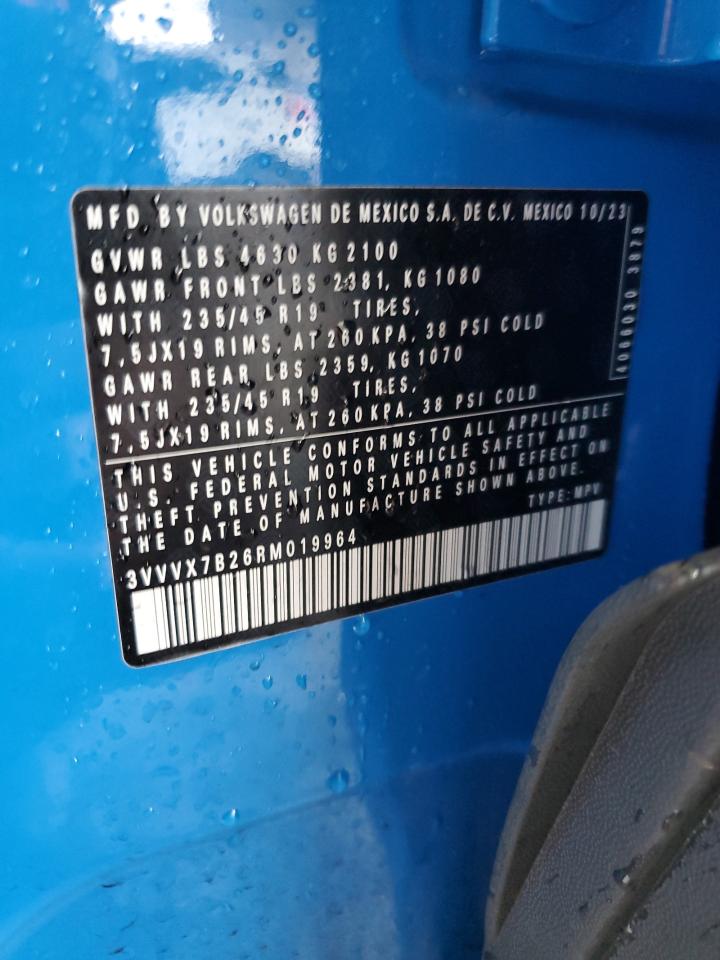 MFD. BY VOLKSWAGEN DE MEXICO S.A. DE C.V. MEXICO 10/23
GVWR LBS 4630 KG 2100
GAWR FRONT LBS 2381, KG 1080
WITH 235/45 R19 TIRES,
7,5JX19 RIMS, AT 260 KPA, 38 PSI COLD
GAWR REAR LBS 2359, KG 1070
WITH 235/45 R19 TIRES,
7,5JX19 RIMS, AT 260 KPA, 38 PSI COLD
THIS VEHICLE CONFORMS TO ALL APPLICABLE
U.S. FEDERAL MOTOR VEHICLE SAFETY AND
THEFT PREVENTION STANDARDS IN EFFECT ON
THE DATE OF MANUFACTURE SHOWN ABOVE.
TYPE: MPV
3VVVX7B26RM019964
3879